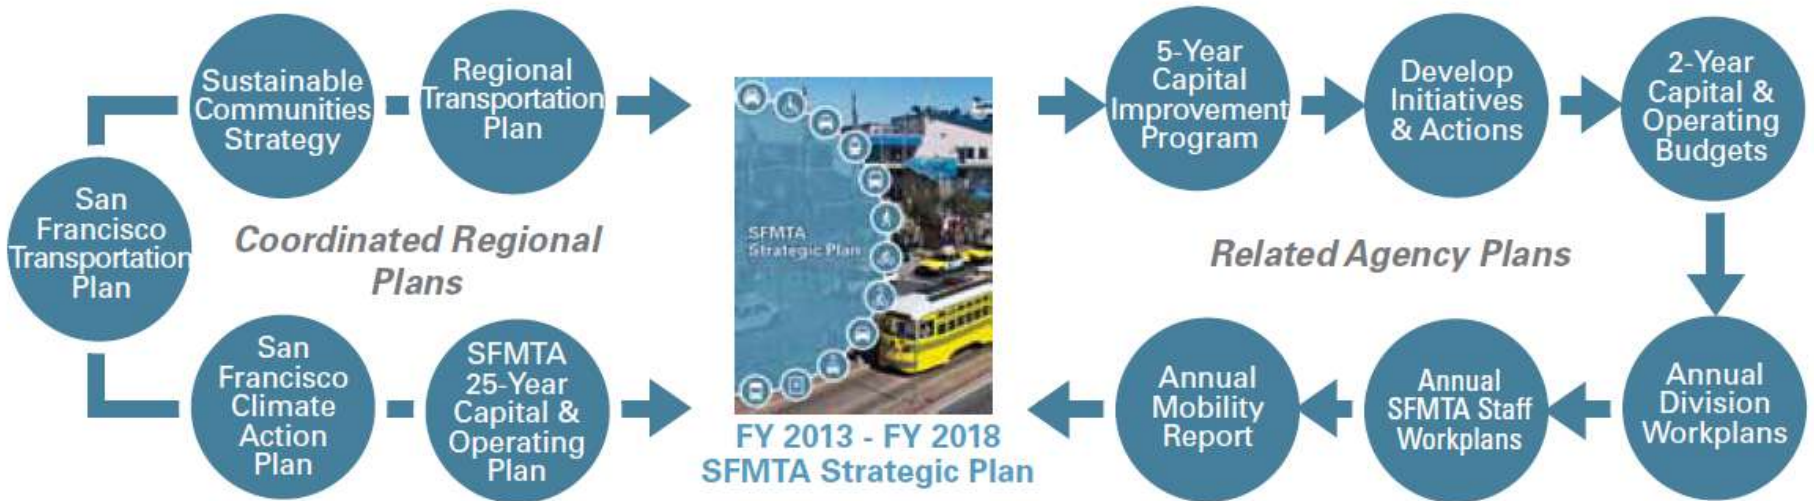 Sustainable
Communities
Strategy
Regional
Transportation
Plan
San
Francisco
Transportation
Plan
Coordinated Regional
Plans
San
Francisco
Climate
Action
Plan
SFMTA
25-Year
Capital &
Operating
Plan
SFMTA
Strategic Plan
FY 2013 - FY 2018
SFMTA Strategic Plan
5-Year
Capital
Improvement
Program
Develop
Initiatives
& Actions
2-Year
Capital &
Operating
Budgets
Related Agency Plans
Annual
Mobility
Report
Annual
SFMTA Staff
Workplans
Annual
Division
Workplans